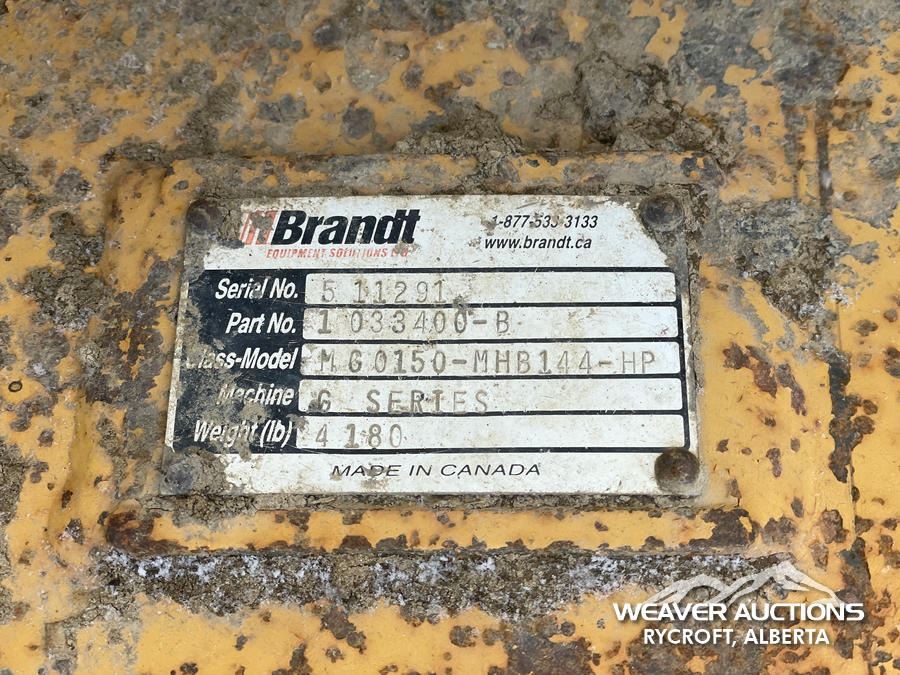 Brandt
EQUIPMENT SOLUTIONS LTD.
1-877-533-3133
www.brandt.ca
Serial No. 5 11291
Part No. 1 033400-B
Class-Model MG0150-MHB144-HP
Machine G SERIES
Weight (lb) 4 180
MADE IN CANADA
WEAVER AUCTIONS
RYCROFT, ALBERTA